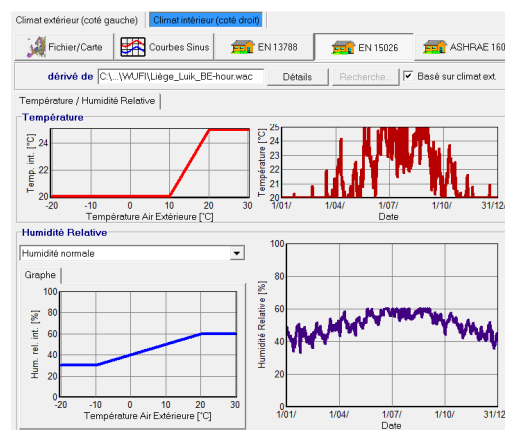 Climat extérieur (coté gauche) Climat intérieur (coté droit)
Fichier/Carte Courbes Sinus EN 13788 EN 15026 ASHRAE 160
dérivé de C:\...\WUFI\Liège_Luik_BE-hour.wac Détails Recherche... Basé sur climat ext.
Température / Humidité Relative
Température
Temp. int. [°C]
24
22
20
-20 -10 0 10 20 30
Température Air Extérieure [°C]
Température [°C]
25
24
23
22
21
20
1/01/ 1/04/ 1/07/ 1/10/ 31/12/
Date
Humidité Relative
Humidité normale
Graphe
Hum. rel. int. [%]
100
80
60
40
20
0
-20 -10 0 10 20 30
Température Air Extérieure [°C]
Humidité Relative [%]
100
80
60
40
20
0
1/01/ 1/04/ 1/07/ 1/10/ 31/12/
Date